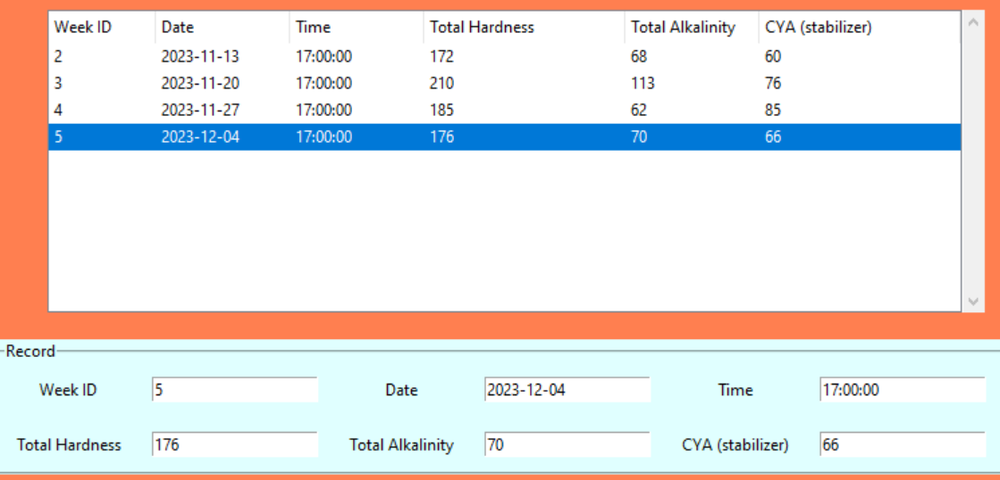 Week ID Date Time Total Hardness Total Alkalinity CYA (stabilizer)
2 2023-11-13 17:00:00 172 68 60
3 2023-11-20 17:00:00 210 113 76
4 2023-11-27 17:00:00 185 62 85
5 2023-12-04 17:00:00 176 70 66
Record
Week ID 5 Date 2023-12-04 Time 17:00:00
Total Hardness 176 Total Alkalinity 70 CYA (stabilizer) 66